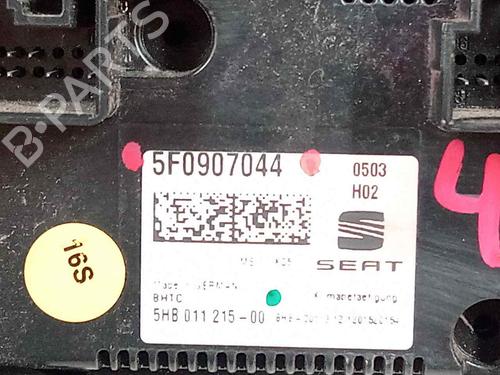 B-PARTS
5F0907044
0503
H02
SEAT
Made in GERMANY
BHTC
5HB 011 215-00
16S
4